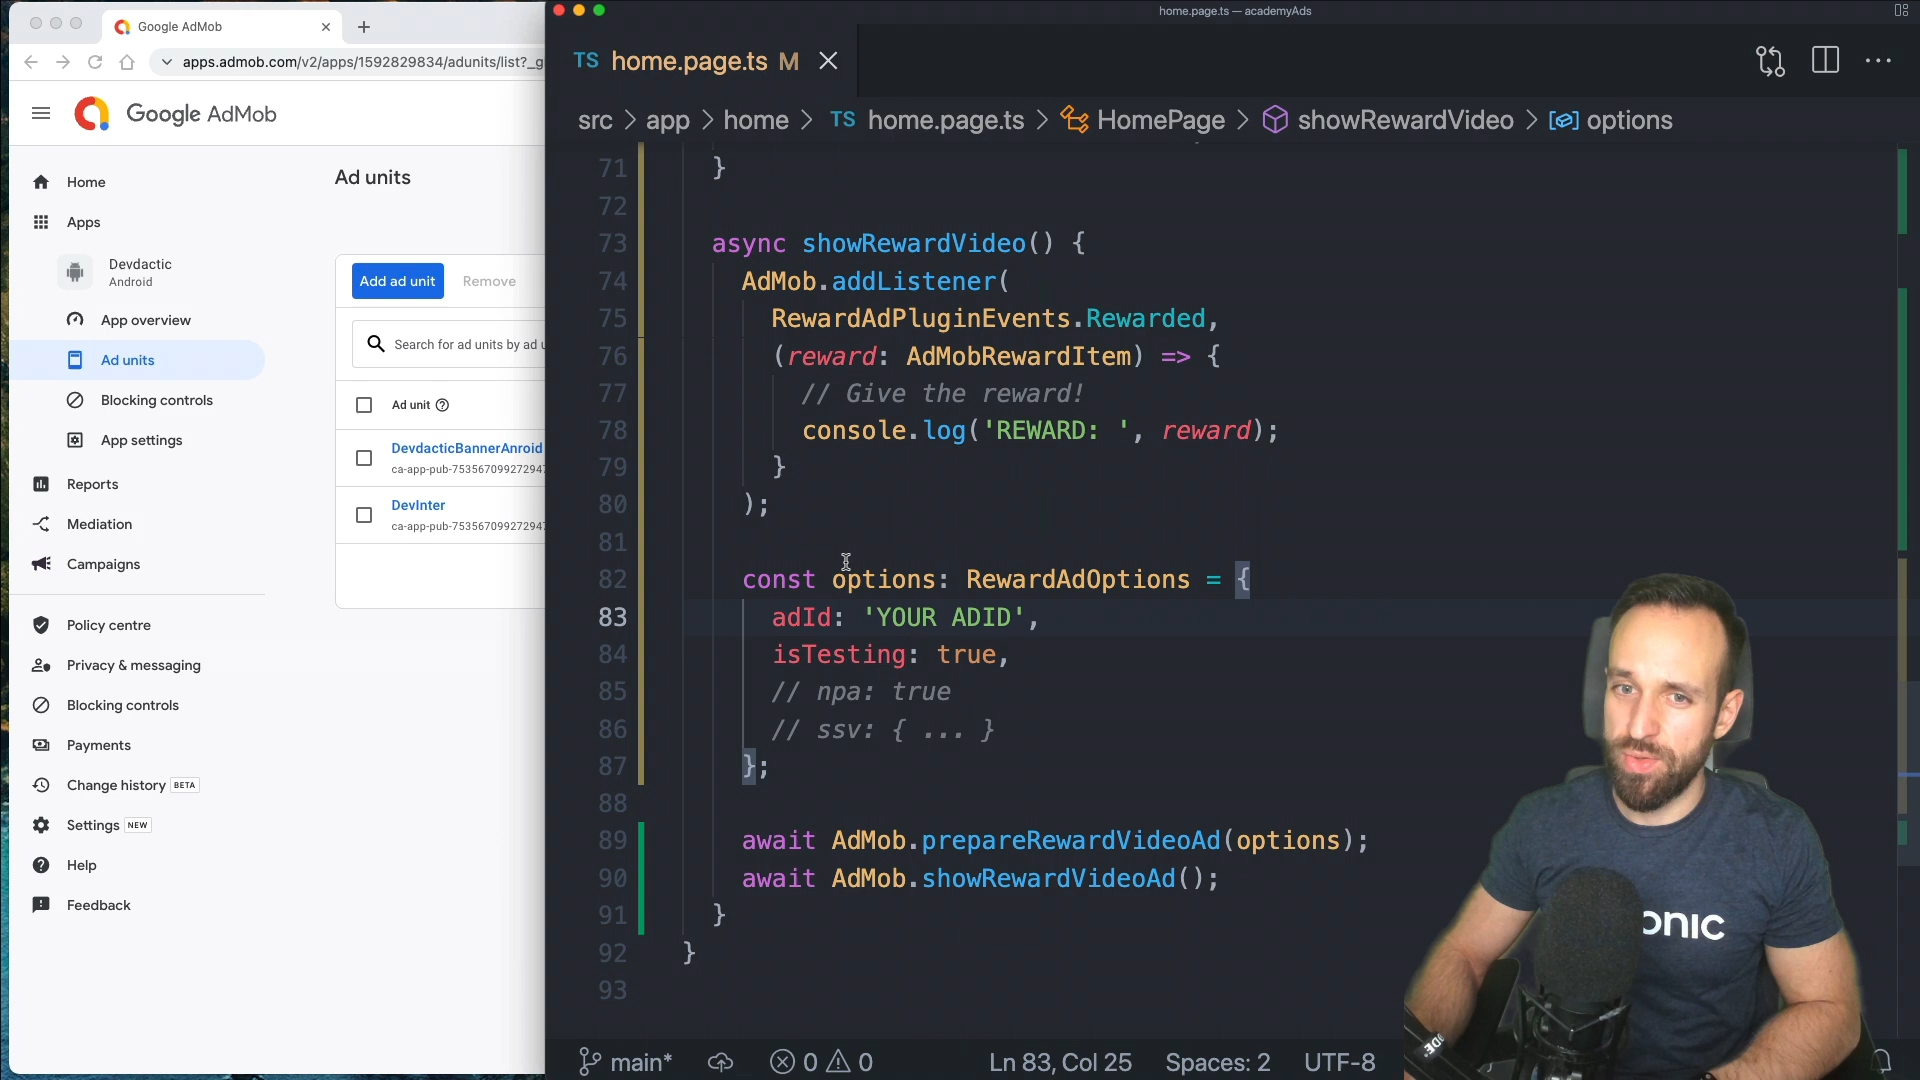 Google AdMob
apps.admob.com/v2/apps/1592829834/adunits/list?_g
Google AdMob
Home
Apps
Devdactic
Android
App overview
Ad units
Blocking controls
App settings
Reports
Mediation
Campaigns
Policy centre
Privacy & messaging
Blocking controls
Payments
Change history BETA
Settings NEW
Help
Feedback
Ad units
Add ad unit Remove
Search for ad units by ad u
Ad unit
DevdacticBannerAnroid
ca-app-pub-753567099272947
DevInter
ca-app-pub-753567099272947
home.page.ts — academyAds
TS home.page.ts M
src > app > home > TS home.page.ts > HomePage > showRewardVideo > options
71 }
72
73 async showRewardVideo() {
74 AdMob.addListener(
75 RewardAdPluginEvents.Rewarded,
76 (reward: AdMobRewardItem) => {
77 // Give the reward!
78 console.log('REWARD: ', reward);
79 }
80 );
81
82 const options: RewardAdOptions = {
83 adId: 'YOUR ADID',
84 isTesting: true,
85 // npa: true
86 // ssv: { ... }
87 };
88
89 await AdMob.prepareRewardVideoAd(options);
90 await AdMob.showRewardVideoAd();
91 }
92 }
93
main* 0 0 Ln 83, Col 25 Spaces: 2 UTF-8
onic